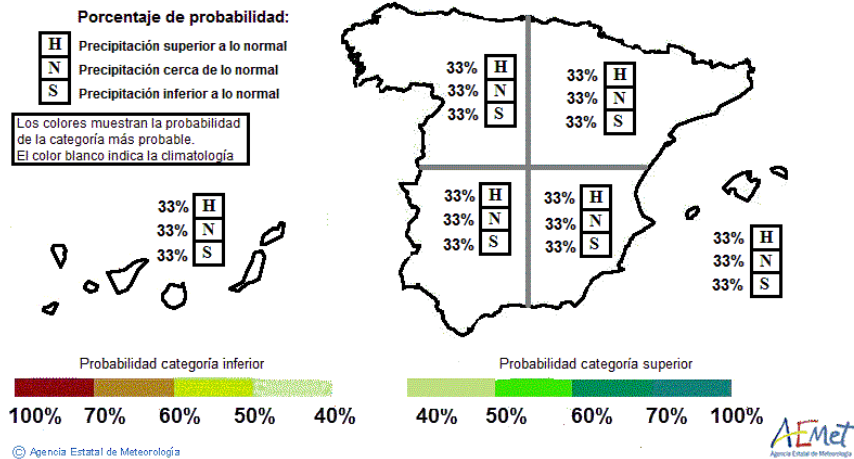 Porcentaje de probabilidad:
H Precipitación superior a lo normal
N Precipitación cerca de lo normal
S Precipitación inferior a lo normal
Los colores muestran la probabilidad
de la categoría más probable.
El color blanco indica la climatología
33% H
33% N
33% S
33% H
33% N
33% S
33% H
33% N
33% S
33% H
33% N
33% S
33% H
33% N
33% S
33% H
33% N
33% S
Probabilidad categoría inferior
100% 70% 60% 50% 40%
Probabilidad categoría superior
40% 50% 60% 70% 100%
AEMet
Agencia Estatal de Meteorología
© Agencia Estatal de Meteorología